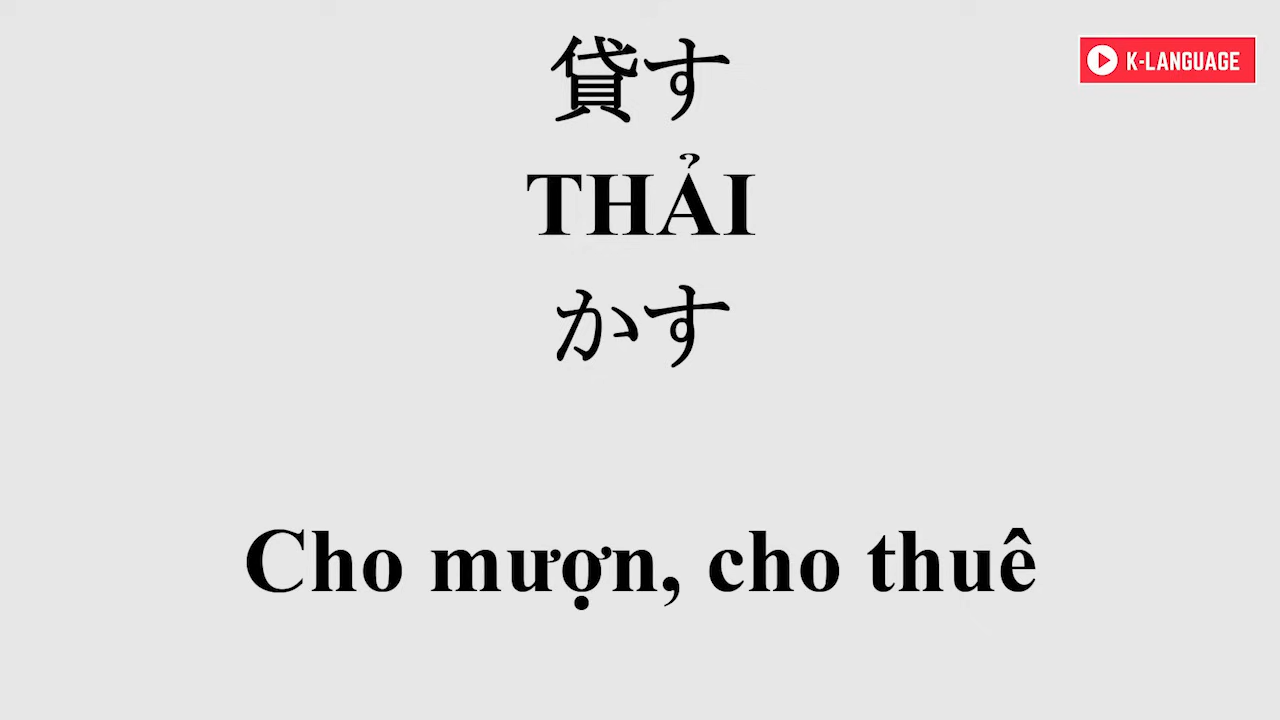 貸す
K-LANGUAGE
THẢI
かす
Cho mượn, cho thuê